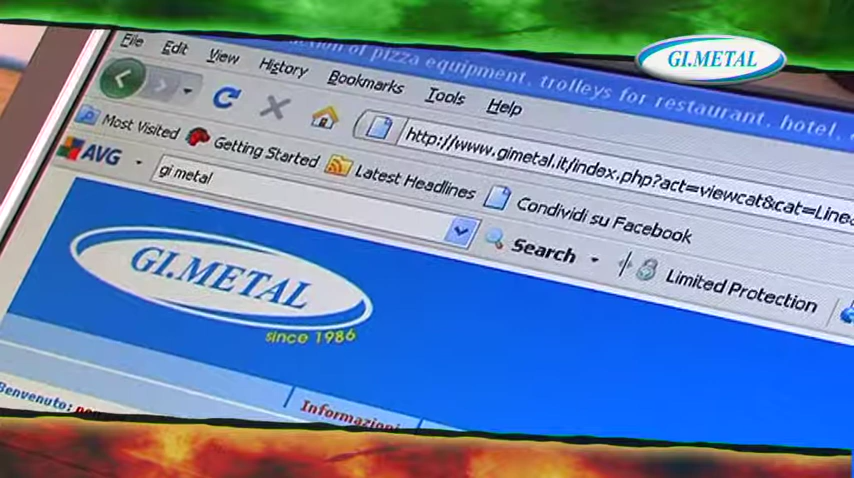 GI.METAL
ction of pizza equipment, trolleys for restaurant, hotel,
File Edit View History Bookmarks Tools Help
http://www.gimetal.it/index.php?act=viewcat&cat=Line
Most Visited Getting Started Latest Headlines Condividi su Facebook
AVG gi metal Search Limited Protection
GI.METAL
since 1986
Benvenuto:
Informazioni